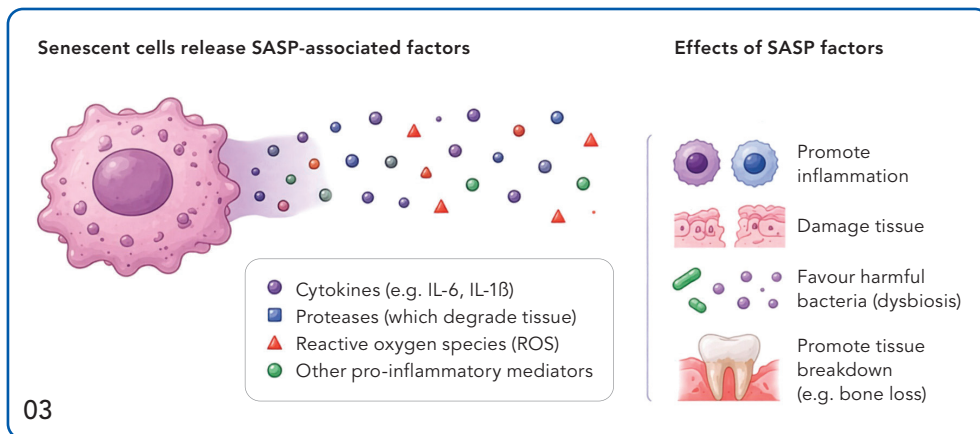 Senescent cells release SASP-associated factors
Cytokines (e.g. IL-6, IL-1ß)
Proteases (which degrade tissue)
Reactive oxygen species (ROS)
Other pro-inflammatory mediators
03
Effects of SASP factors
Promote
inflammation
Damage tissue
Favour harmful
bacteria (dysbiosis)
Promote tissue
breakdown
(e.g. bone loss)